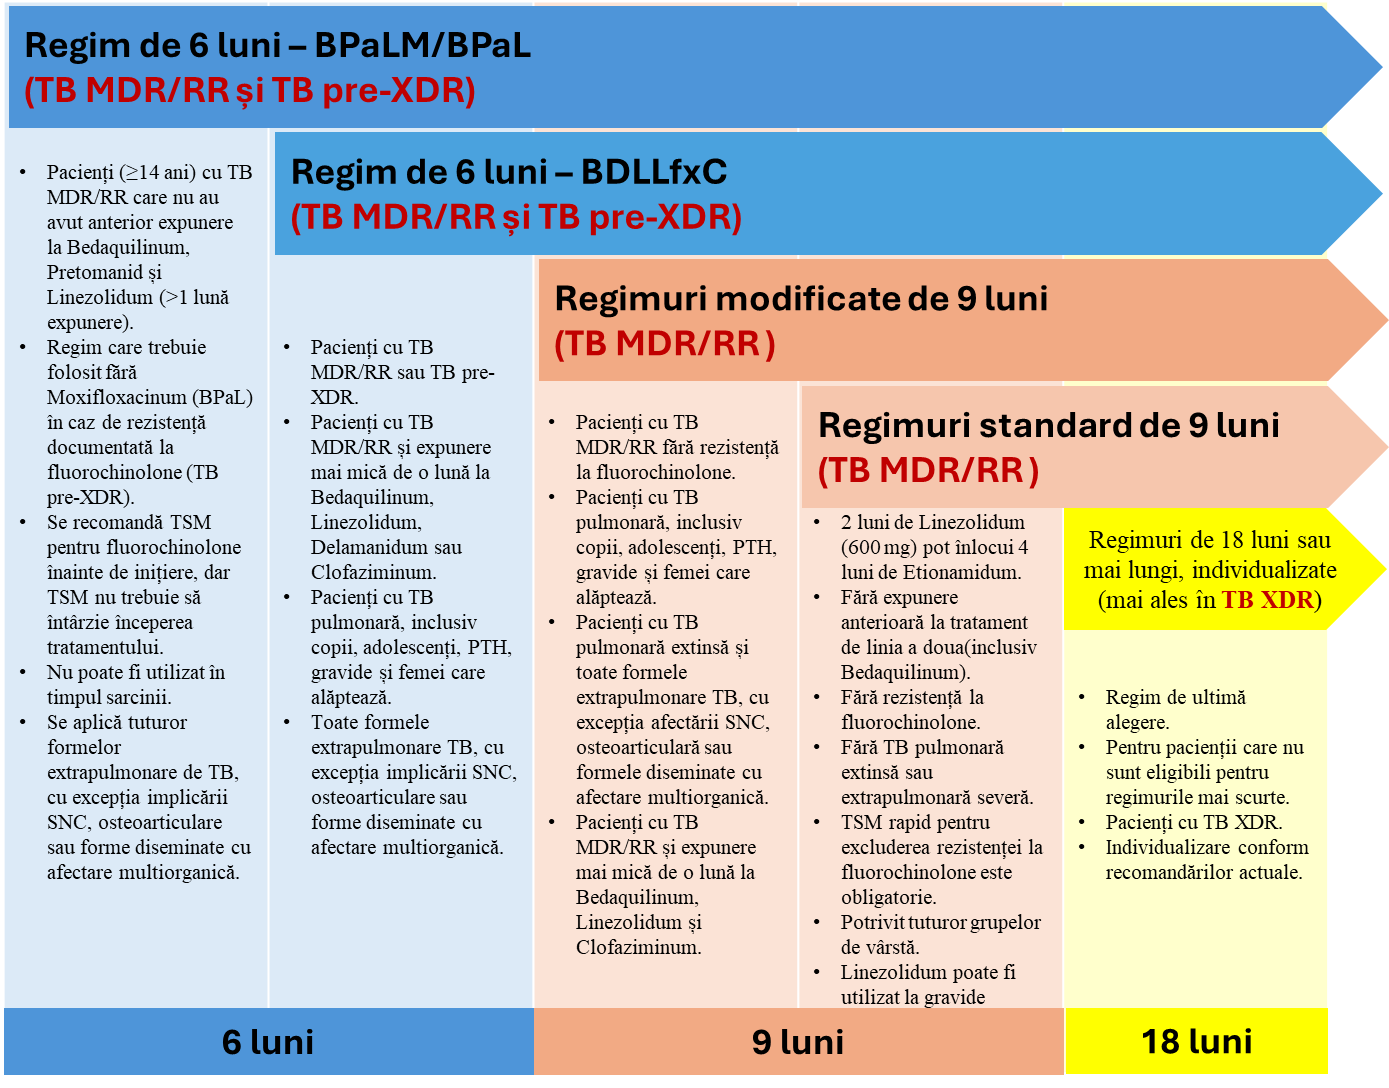 Regim de 6 luni – BPaLM/BPaL
(TB MDR/RR și TB pre-XDR)
• Pacienți (≥14 ani) cu TB
MDR/RR care nu au
avut anterior expunere
la Bedaquilinum,
Pretomanid și
Linezolidum (>1 lună
expunere).
• Regim care trebuie
folosit fără
Moxifloxacinum (BPaL)
în caz de rezistență
documentată la
fluorochinolone (TB
pre-XDR).
• Se recomandă TSM
pentru fluorochinolone
înainte de inițiere, dar
TSM nu trebuie să
întârzie începerea
tratamentului.
• Nu poate fi utilizat în
timpul sarcinii.
• Se aplică tuturor
formelor
extrapulmonare de TB,
cu excepția implicării
SNC, osteoarticulare
sau forme diseminate cu
afectare multiorganică.
Regim de 6 luni – BDLLfxC
(TB MDR/RR și TB pre-XDR)
• Pacienți cu TB
MDR/RR sau TB pre-
XDR.
• Pacienți cu TB
MDR/RR și expunere
mai mică de o lună la
Bedaquilinum,
Linezolidum,
Delamanidum sau
Clofaziminum.
• Pacienți cu TB
pulmonară, inclusiv
copii, adolescenți, PTH,
gravide și femei care
alăptează.
• Toate formele
extrapulmonare TB, cu
excepția implicării SNC,
osteoarticulare sau
forme diseminate cu
afectare multiorganică.
Regimuri modificate de 9 luni
(TB MDR/RR )
• Pacienți cu TB
MDR/RR fără rezistență
la fluorochinolone.
• Pacienți cu TB
pulmonară, inclusiv
copii, adolescenți, PTH,
gravide și femei care
alăptează.
• Pacienți cu TB
pulmonară extinsă și
toate formele
extrapulmonare TB, cu
excepția afectării SNC,
osteoarticulară sau
formele diseminate cu
afectare multiorganică.
• Pacienți cu TB
MDR/RR și expunere
mai mică de o lună la
Bedaquilinum,
Linezolidum și
Clofaziminum.
Regimuri standard de 9 luni
(TB MDR/RR )
• 2 luni de Linezolidum
(600 mg) pot înlocui 4
luni de Etionamidum.
• Fără expunere
anterioară la tratament
de linia a doua(inclusiv
Bedaquilinum).
• Fără rezistență la
fluorochinolone.
• Fără TB pulmonară
extinsă sau
extrapulmonară severă.
• TSM rapid pentru
excluderea rezistenței la
fluorochinolone este
obligatorie.
• Potrivit tuturor grupelor
de vârstă.
• Linezolidum poate fi
utilizat la gravide
Regimuri de 18 luni sau
mai lungi, individualizate
(mai ales în TB XDR)
• Regim de ultimă
alegere.
• Pentru pacienții care nu
sunt eligibili pentru
regimurile mai scurte.
• Pacienți cu TB XDR.
• Individualizare conform
recomandărilor actuale.
6 luni
9 luni
18 luni